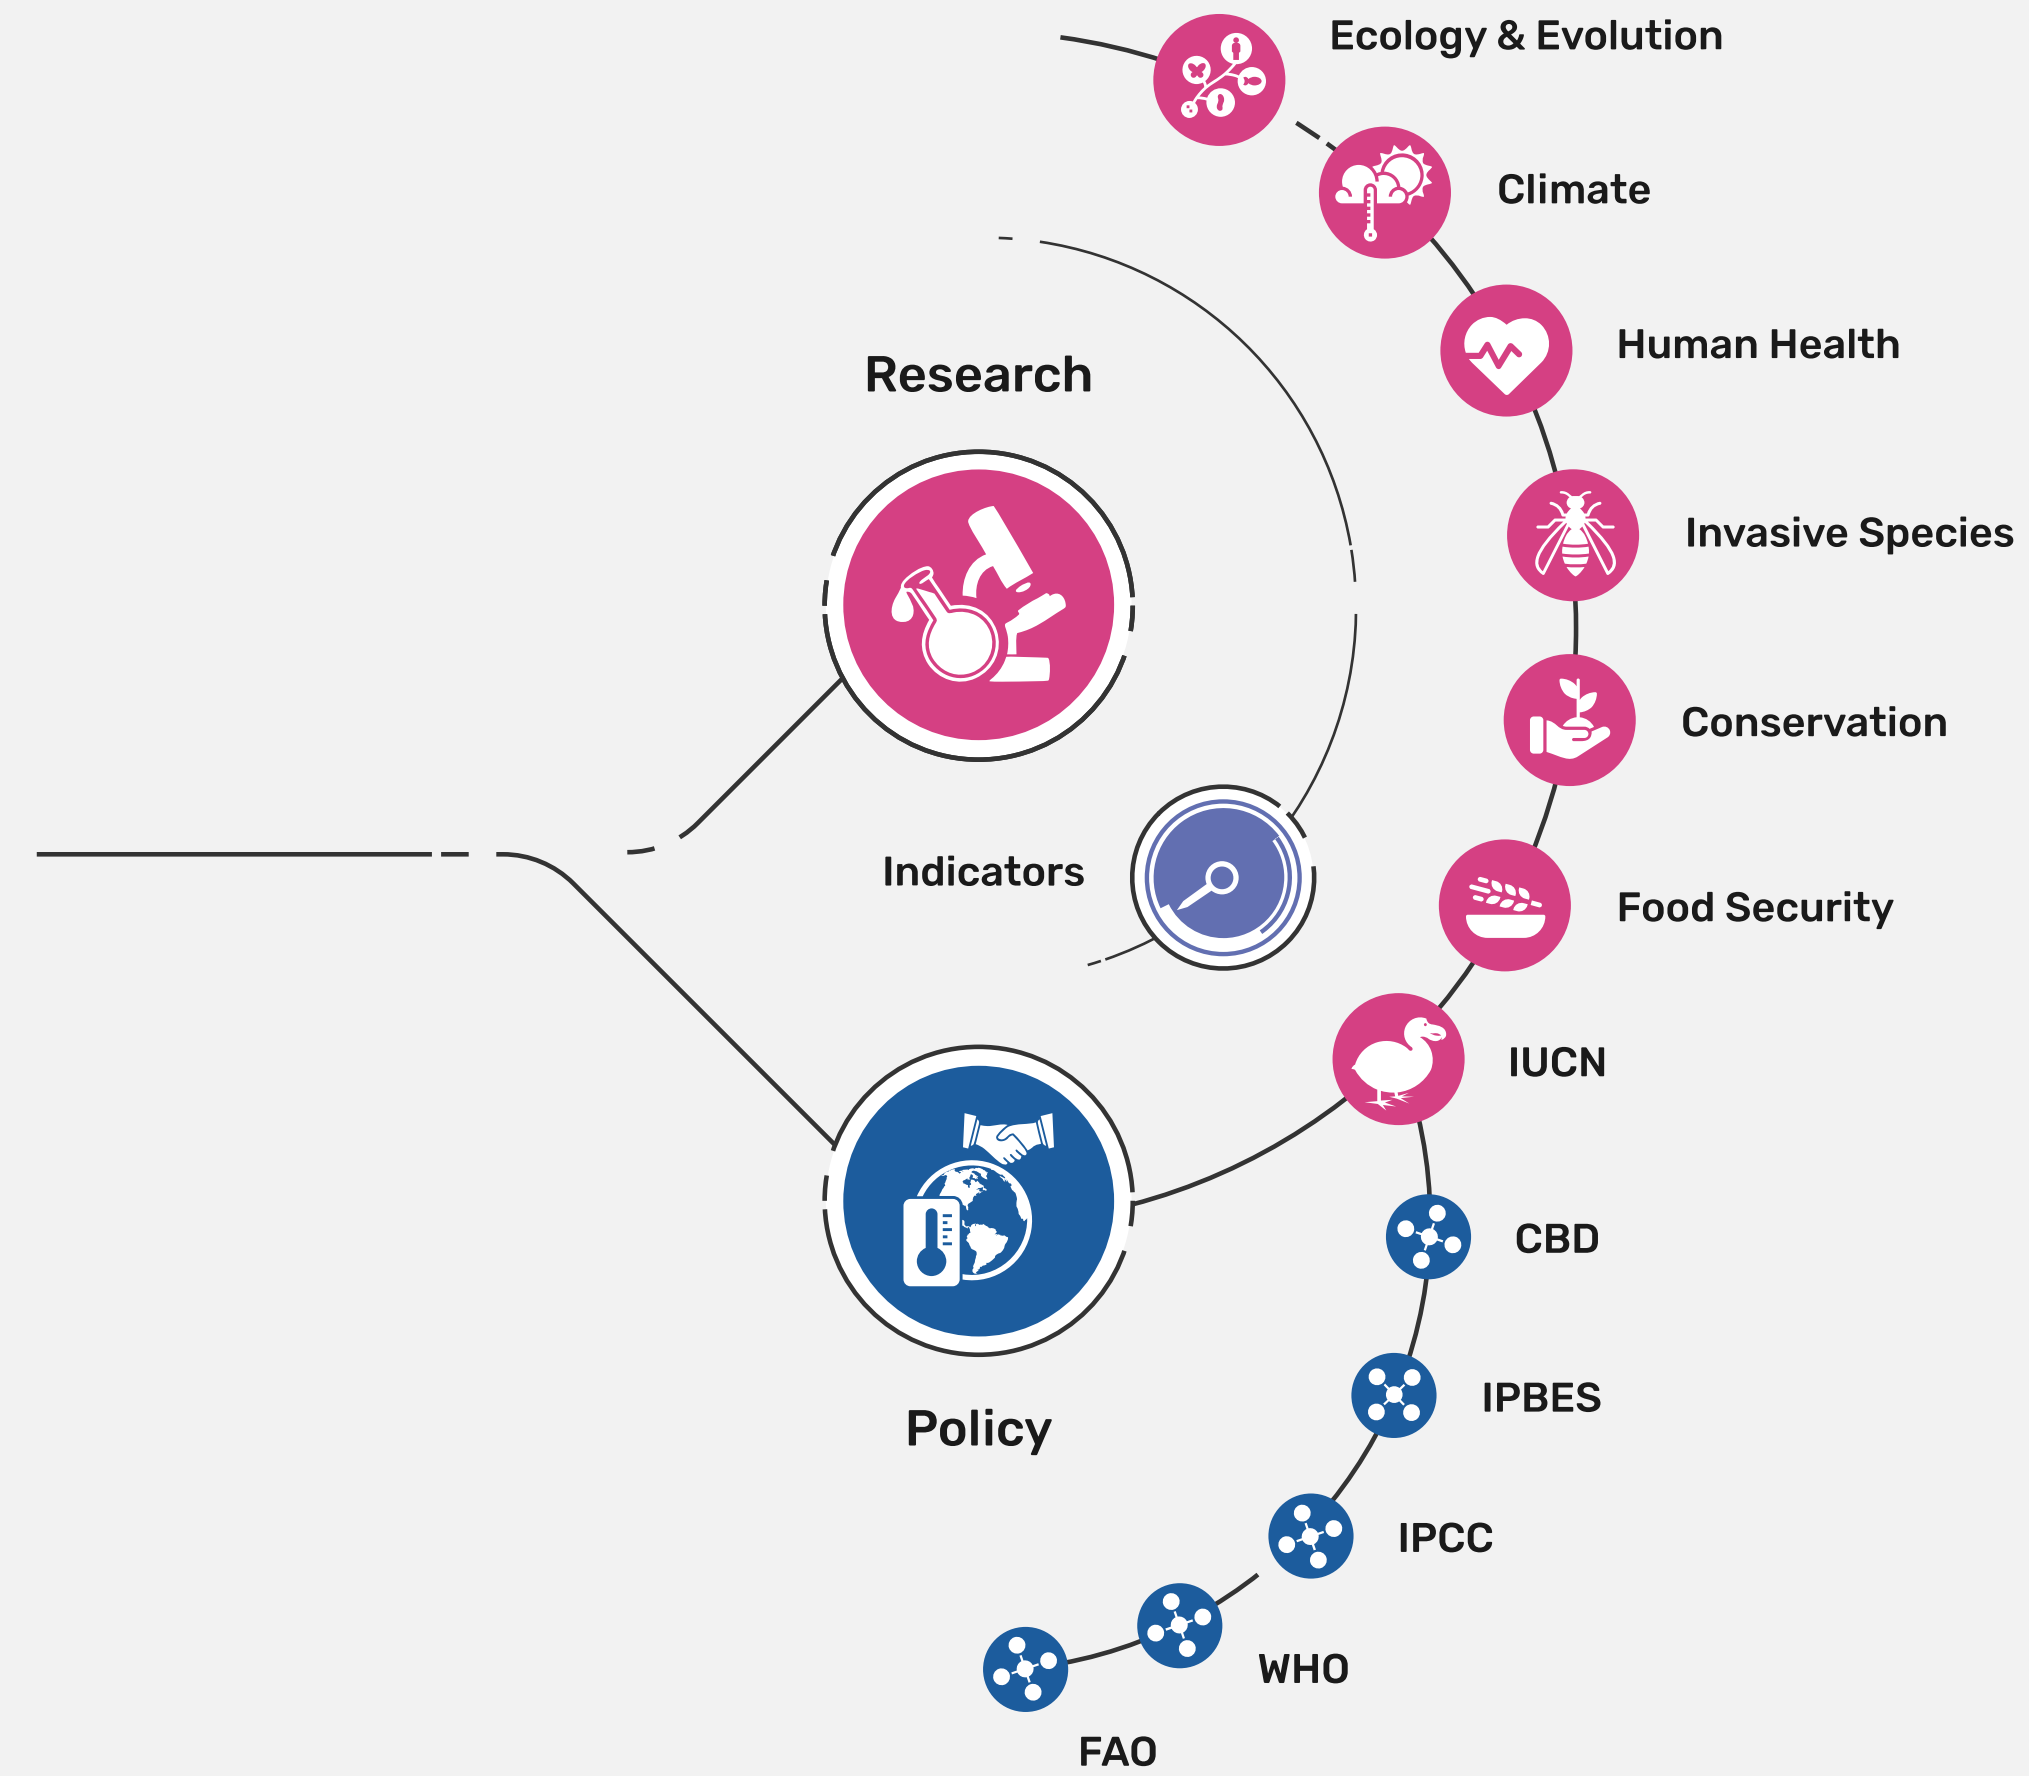 Ecology & Evolution
Climate
Human Health
Research
Invasive Species
Conservation
Indicators
Food Security
IUCN
CBD
IPBES
Policy
IPCC
WHO
FAO